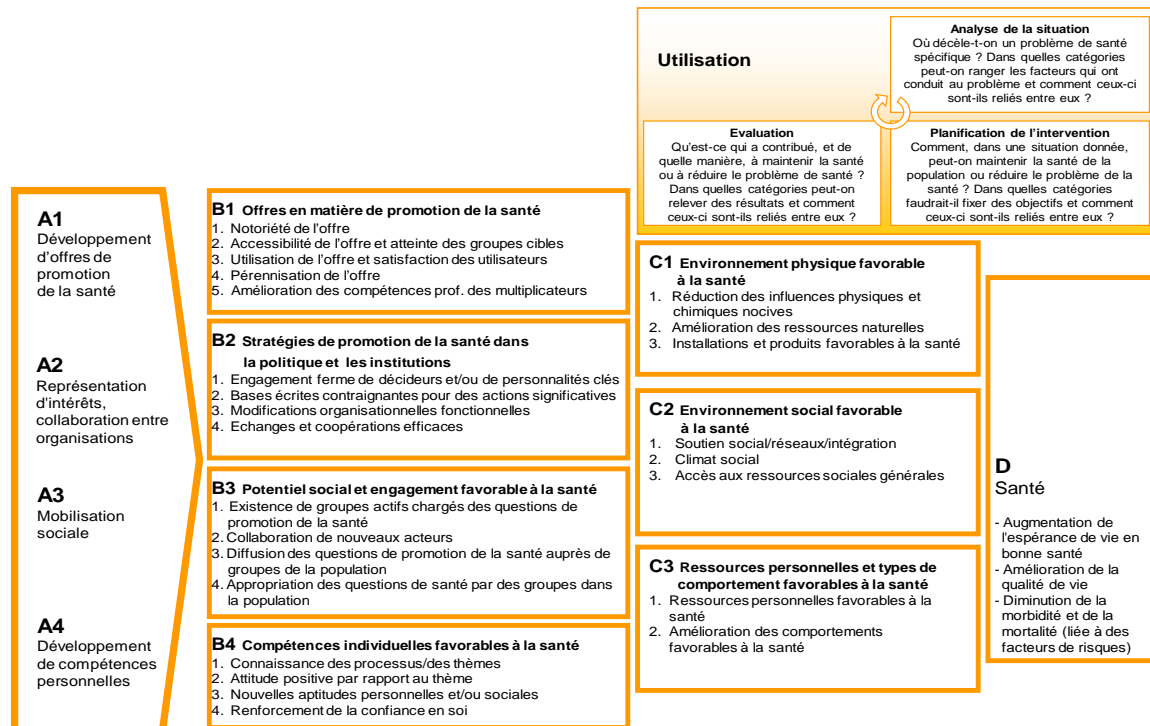 Utilisation
Analyse de la situation
Où décèle-t-on un problème de santé
spécifique ? Dans quelles catégories
peut-on ranger les facteurs qui ont
conduit au problème et comment ceux-ci
sont-ils reliés entre eux ?
Evaluation
Qu'est-ce qui a contribué, et de
quelle manière, à maintenir la santé
ou à réduire le problème de santé ?
Dans quelles catégories peut-on
relever des résultats et comment
ceux-ci sont-ils reliés entre eux ?
Planification de l'intervention
Comment, dans une situation donnée,
peut-on maintenir la santé de la
population ou réduire le problème de la
santé ? Dans quelles catégories
faudrait-il fixer des objectifs et comment
ceux-ci sont-ils reliés entre eux ?
A1
Développement
d'offres de
promotion
de la santé
A2
Représentation
d'intérêts,
collaboration entre
organisations
A3
Mobilisation
sociale
A4
Développement
de compétences
personnelles
B1 Offres en matière de promotion de la santé
1. Notoriété de l'offre
2. Accessibilité de l'offre et atteinte des groupes cibles
3. Utilisation de l'offre et satisfaction des utilisateurs
4. Pérennisation de l'offre
5. Amélioration des compétences prof. des multiplicateurs
B2 Stratégies de promotion de la santé dans
la politique et les institutions
1. Engagement ferme de décideurs et/ou de personnalités clés
2. Bases écrites contraignantes pour des actions significatives
3. Modifications organisationnelles fonctionnelles
4. Echanges et coopérations efficaces
B3 Potentiel social et engagement favorable à la santé
1. Existence de groupes actifs chargés des questions de
promotion de la santé
2. Collaboration de nouveaux acteurs
3. Diffusion des questions de promotion de la santé auprès de
groupes de la population
4. Appropriation des questions de santé par des groupes dans
la population
B4 Compétences individuelles favorables à la santé
1. Connaissance des processus/des thèmes
2. Attitude positive par rapport au thème
3. Nouvelles aptitudes personnelles et/ou sociales
4. Renforcement de la confiance en soi
C1 Environnement physique favorable
à la santé
1. Réduction des influences physiques et
chimiques nocives
2. Amélioration des ressources naturelles
3. Installations et produits favorables à la santé
C2 Environnement social favorable
à la santé
1. Soutien social/réseaux/intégration
2. Climat social
3. Accès aux ressources sociales générales
C3 Ressources personnelles et types de
comportement favorables à la santé
1. Ressources personnelles favorables à la
santé
2. Amélioration des comportements
favorables à la santé
D
Santé
- Augmentation de
l'espérance de vie en
bonne santé
- Amélioration de la
qualité de vie
- Diminution de la
morbidité et de la
mortalité (liée à des
facteurs de risques)